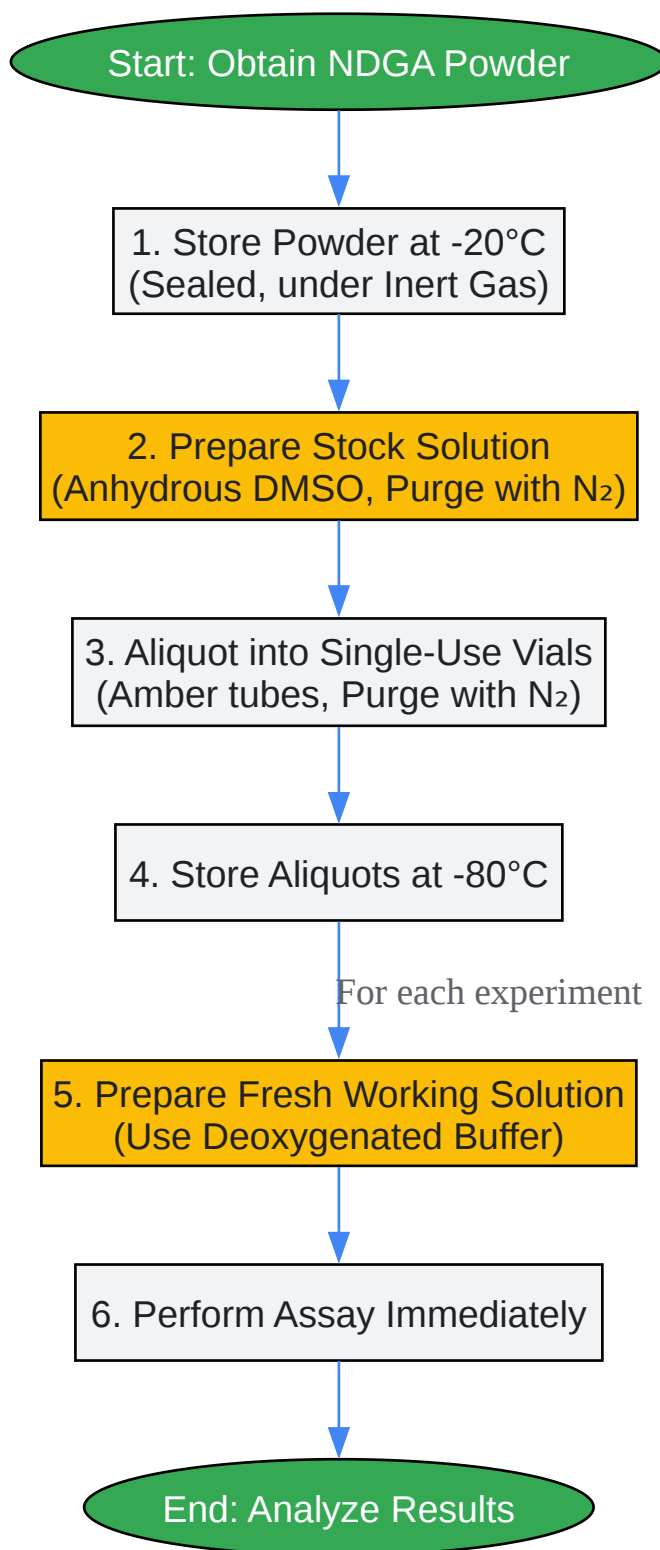 Start: Obtain NDGA Powder
1. Store Powder at -20°C
(Sealed, under Inert Gas)
2. Prepare Stock Solution
(Anhydrous DMSO, Purge with N₂)
3. Aliquot into Single-Use Vials
(Amber tubes, Purge with N₂)
4. Store Aliquots at -80°C
For each experiment
5. Prepare Fresh Working Solution
(Use Deoxygenated Buffer)
6. Perform Assay Immediately
End: Analyze Results